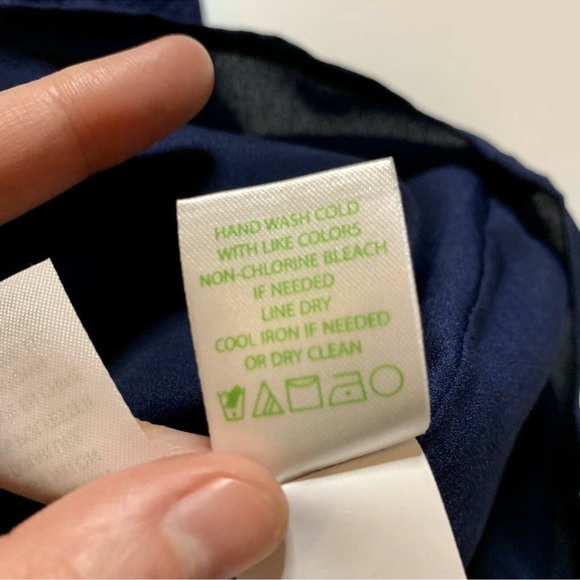 HAND WASH COLD
WITH LIKE COLORS
NON-CHLORINE BLEACH
IF NEEDED
LINE DRY
COOL IRON IF NEEDED
OR DRY CLEAN